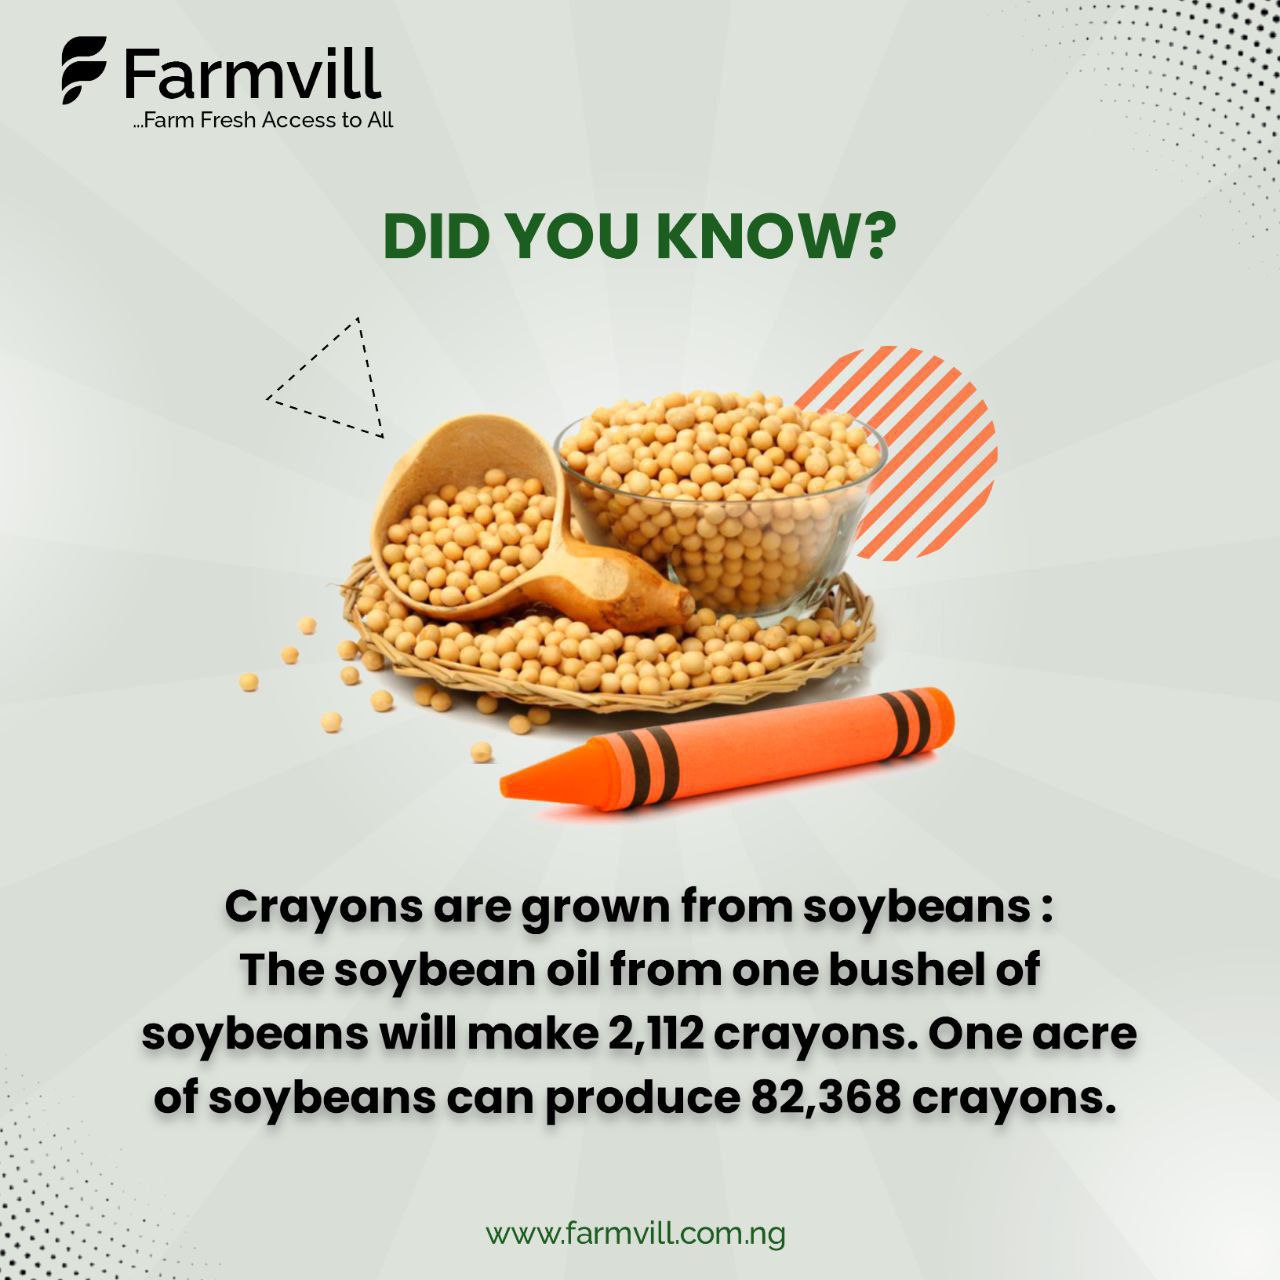 Farmvill
...Farm Fresh Access to All
DID YOU KNOW?
Crayons are grown from soybeans :
The soybean oil from one bushel of
soybeans will make 2,112 crayons. One acre
of soybeans can produce 82,368 crayons.
www.farmvill.com.ng